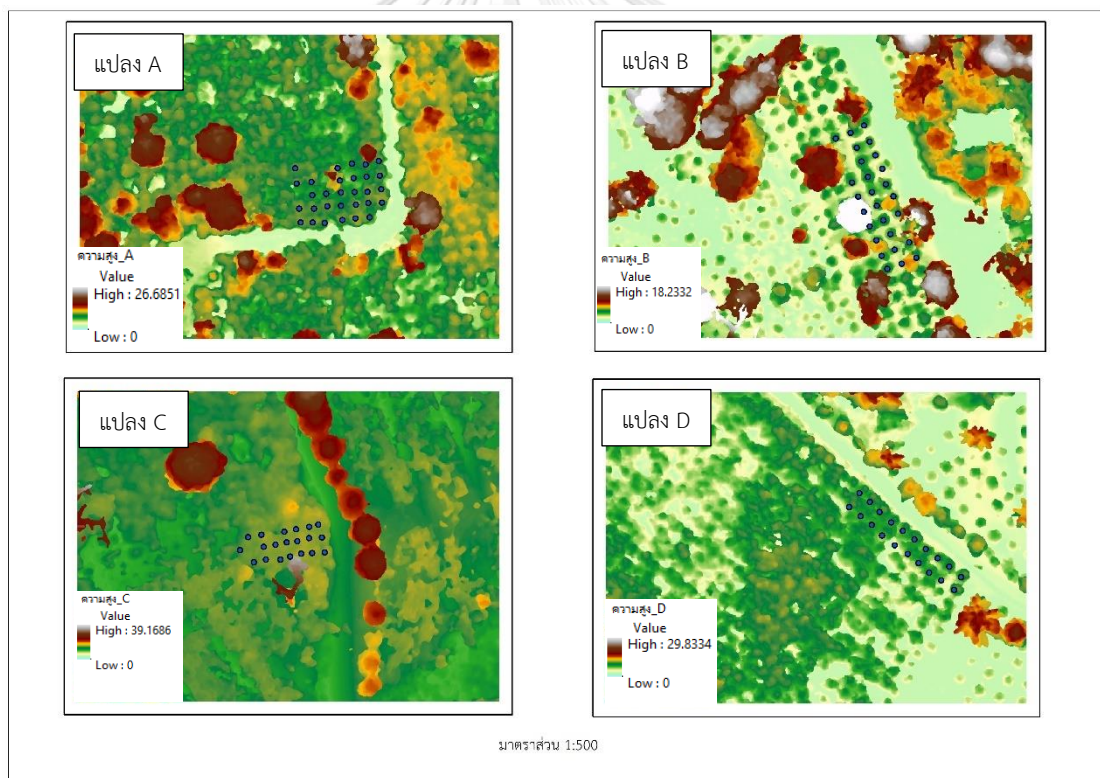 แปลง A
ความสูง_A
Value
High : 26.6851
Low : 0
แปลง B
ความสูง_B
Value
High : 18.2332
Low : 0
แปลง C
ความสูง_C
Value
High : 39.1686
Low : 0
แปลง D
ความสูง_D
Value
High : 29.8334
Low : 0
มาตราส่วน 1:500